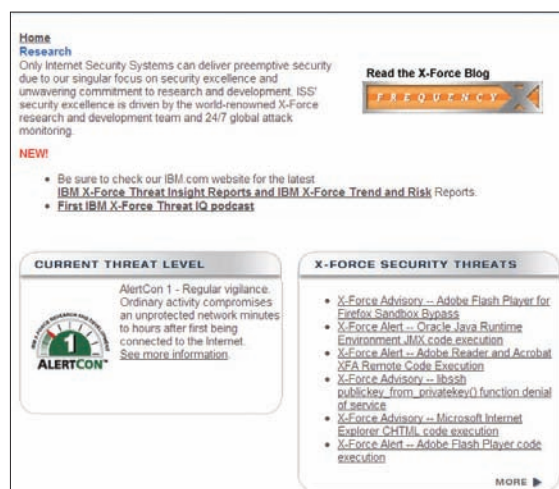 Home
Research
Only Internet Security Systems can deliver preemptive security
due to our singular focus on security excellence and
unwavering commitment to research and development. ISS'
security excellence is driven by the world-renowned X-Force
research and development team and 24/7 global attack
monitoring.
Read the X-Force Blog
FREQUENCY X
NEW!
• Be sure to check our IBM.com website for the latest
IBM X-Force Threat Insight Reports and IBM X-Force Trend and Risk Reports.
• First IBM X-Force Threat IQ podcast
CURRENT THREAT LEVEL
AlertCon 1 - Regular vigilance.
Ordinary activity compromises
an unprotected network minutes
to hours after first being
connected to the Internet.
See more information.
X-FORCE RESEARCH AND DEVELOPMENT
1
ALERTCON™
X-FORCE SECURITY THREATS
• X-Force Advisory -- Adobe Flash Player for
Firefox Sandbox Bypass
• X-Force Alert -- Oracle Java Runtime
Environment JMX code execution
• X-Force Alert -- Adobe Reader and Acrobat
XFA Remote Code Execution
• X-Force Advisory -- libssh
publickey_from_privatekey() function denial
of service
• X-Force Advisory -- Microsoft Internet
Explorer CHTML code execution
• X-Force Alert -- Adobe Flash Player code
execution
MORE